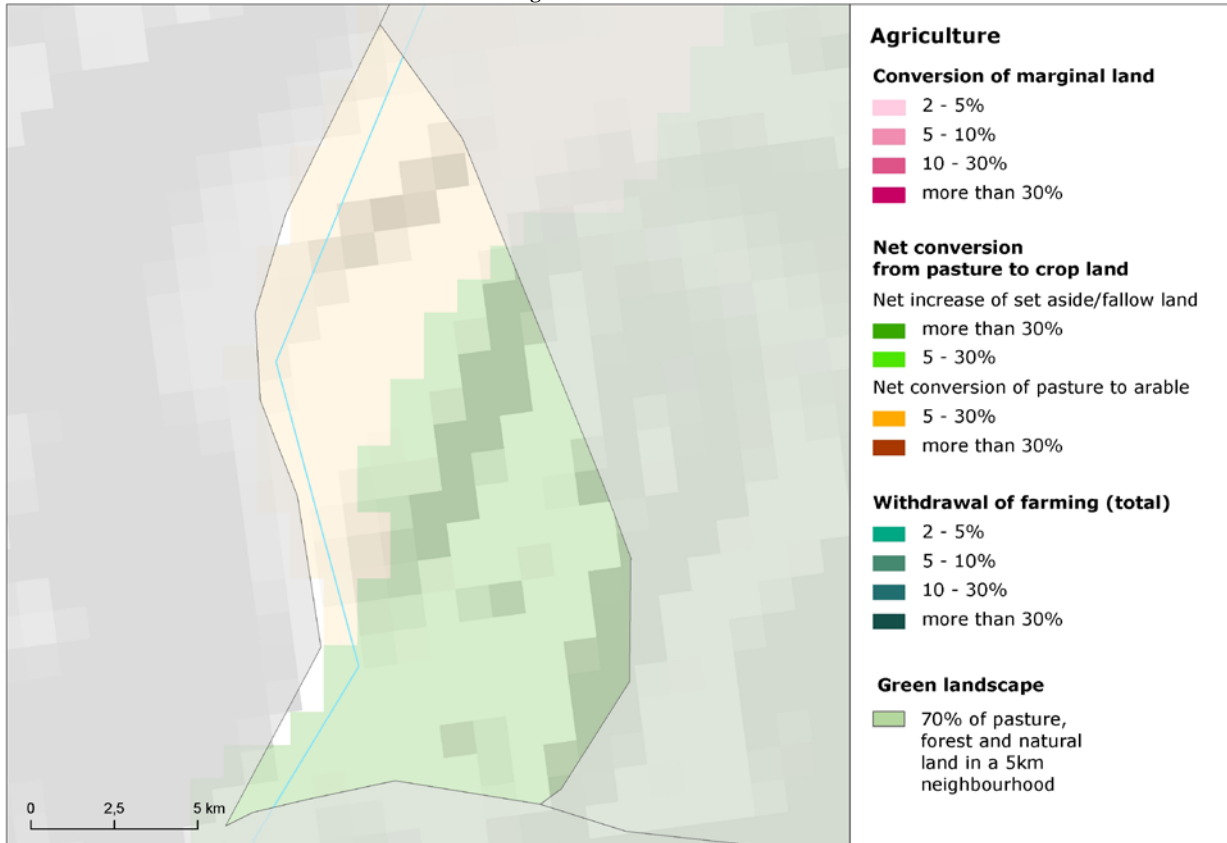 Agriculture
Conversion of marginal land
2 - 5%
5 - 10%
10 - 30%
more than 30%
Net conversion
from pasture to crop land
Net increase of set aside/fallow land
more than 30%
5 - 30%
Net conversion of pasture to arable
5 - 30%
more than 30%
Withdrawal of farming (total)
2 - 5%
5 - 10%
10 - 30%
more than 30%
Green landscape
70% of pasture,
forest and natural
land in a 5km
neighbourhood
0 2,5 5 km